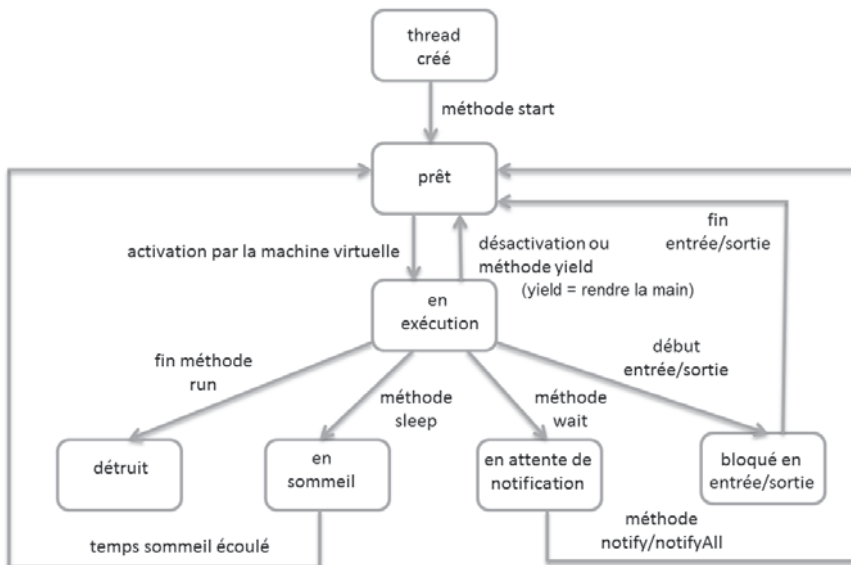 thread
créé
méthode start
prêt
activation par la machine virtuelle
désactivation ou
méthode yield
(yield = rendre la main)
fin
entrée/sortie
en
exécution
fin méthode
run
méthode
sleep
méthode
wait
début
entrée/sortie
détruit
en
sommeil
en attente de
notification
bloqué en
entrée/sortie
temps sommeil écoulé
méthode
notify/notifyAll